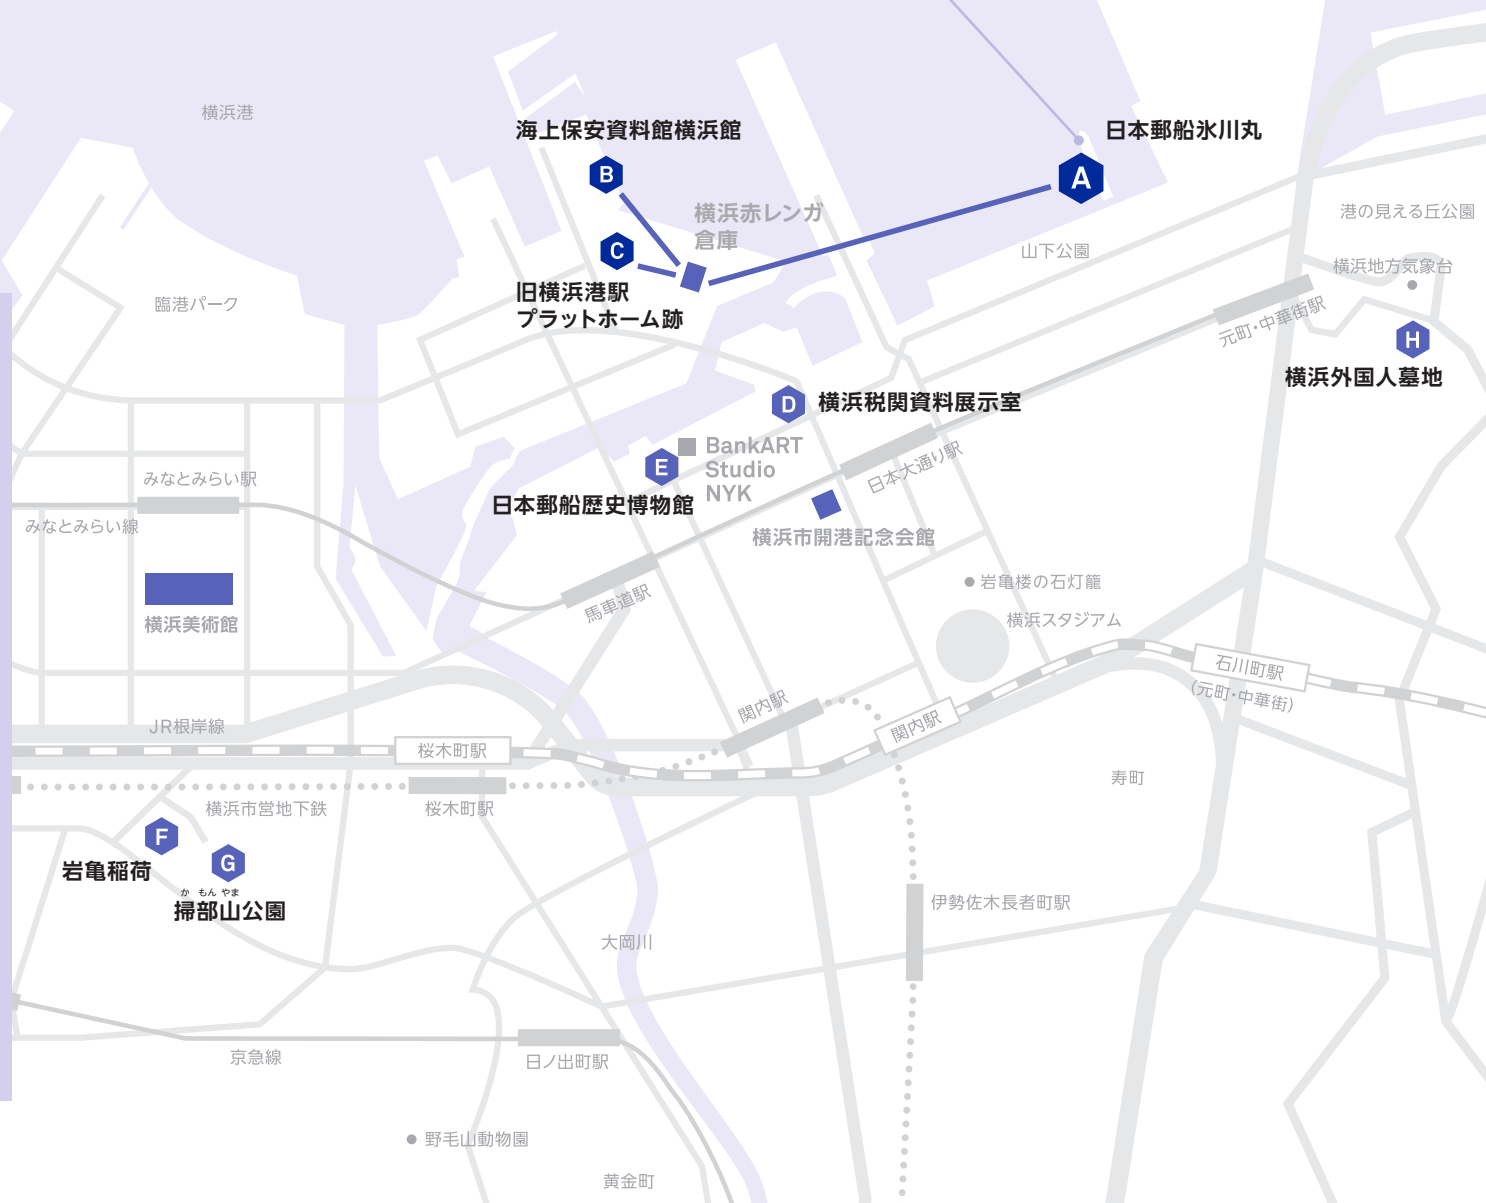 横浜港
海上保安資料館横浜館
日本郵船氷川丸
B
A
横浜赤レンガ
倉庫
港の見える丘公園
C
山下公園
横浜地方気象台
旧横浜港駅
プラットホーム跡
臨港パーク
元町・中華街駅
H
横浜外国人墓地
D
横浜税関資料展示室
BankART
Studio
NYK
E
日本大通り駅
みなとみらい駅
日本郵船歴史博物館
みなとみらい線
横浜市開港記念会館
岩亀楼の石灯籠
馬車道駅
横浜美術館
横浜スタジアム
石川町駅
(元町・中華街)
関内駅
関内駅
JR根岸線
桜木町駅
寿町
横浜市営地下鉄
桜木町駅
F
岩亀稲荷
G
か もん やま
掃部山公園
伊勢佐木長者町駅
大岡川
京急線
日ノ出町駅
野毛山動物園
黄金町